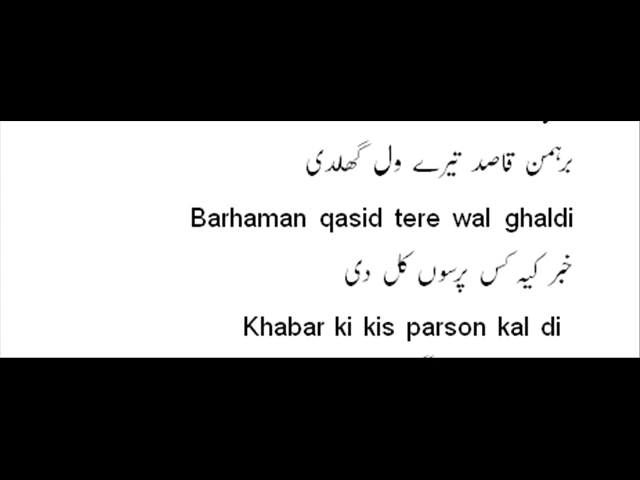 برہمن قاصد تیرے ول گھلدی
Barhaman qasid tere wal ghaldi
خبر کیہ کس پرسوں کل دی
Khabar ki kis parson kal di